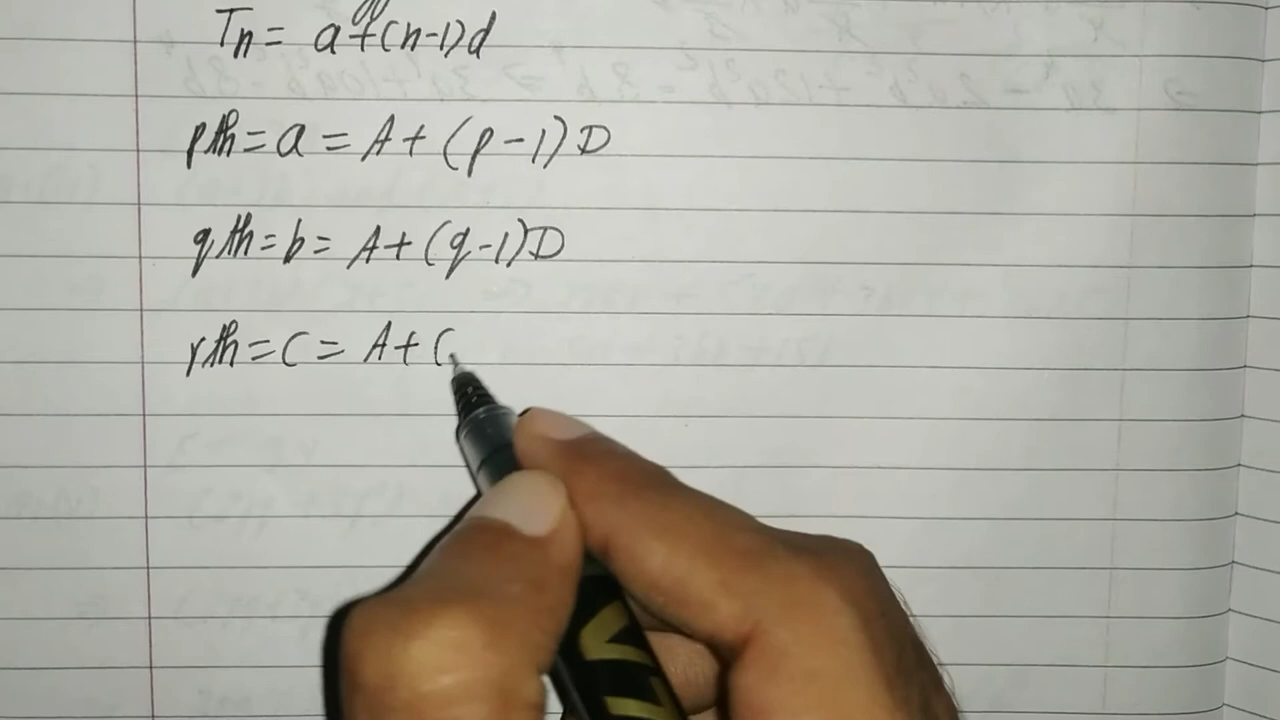 Tn = a+(n-1)d
pth = a = A + (p-1)D
qth = b = A + (q-1)D
rth = c = A + (